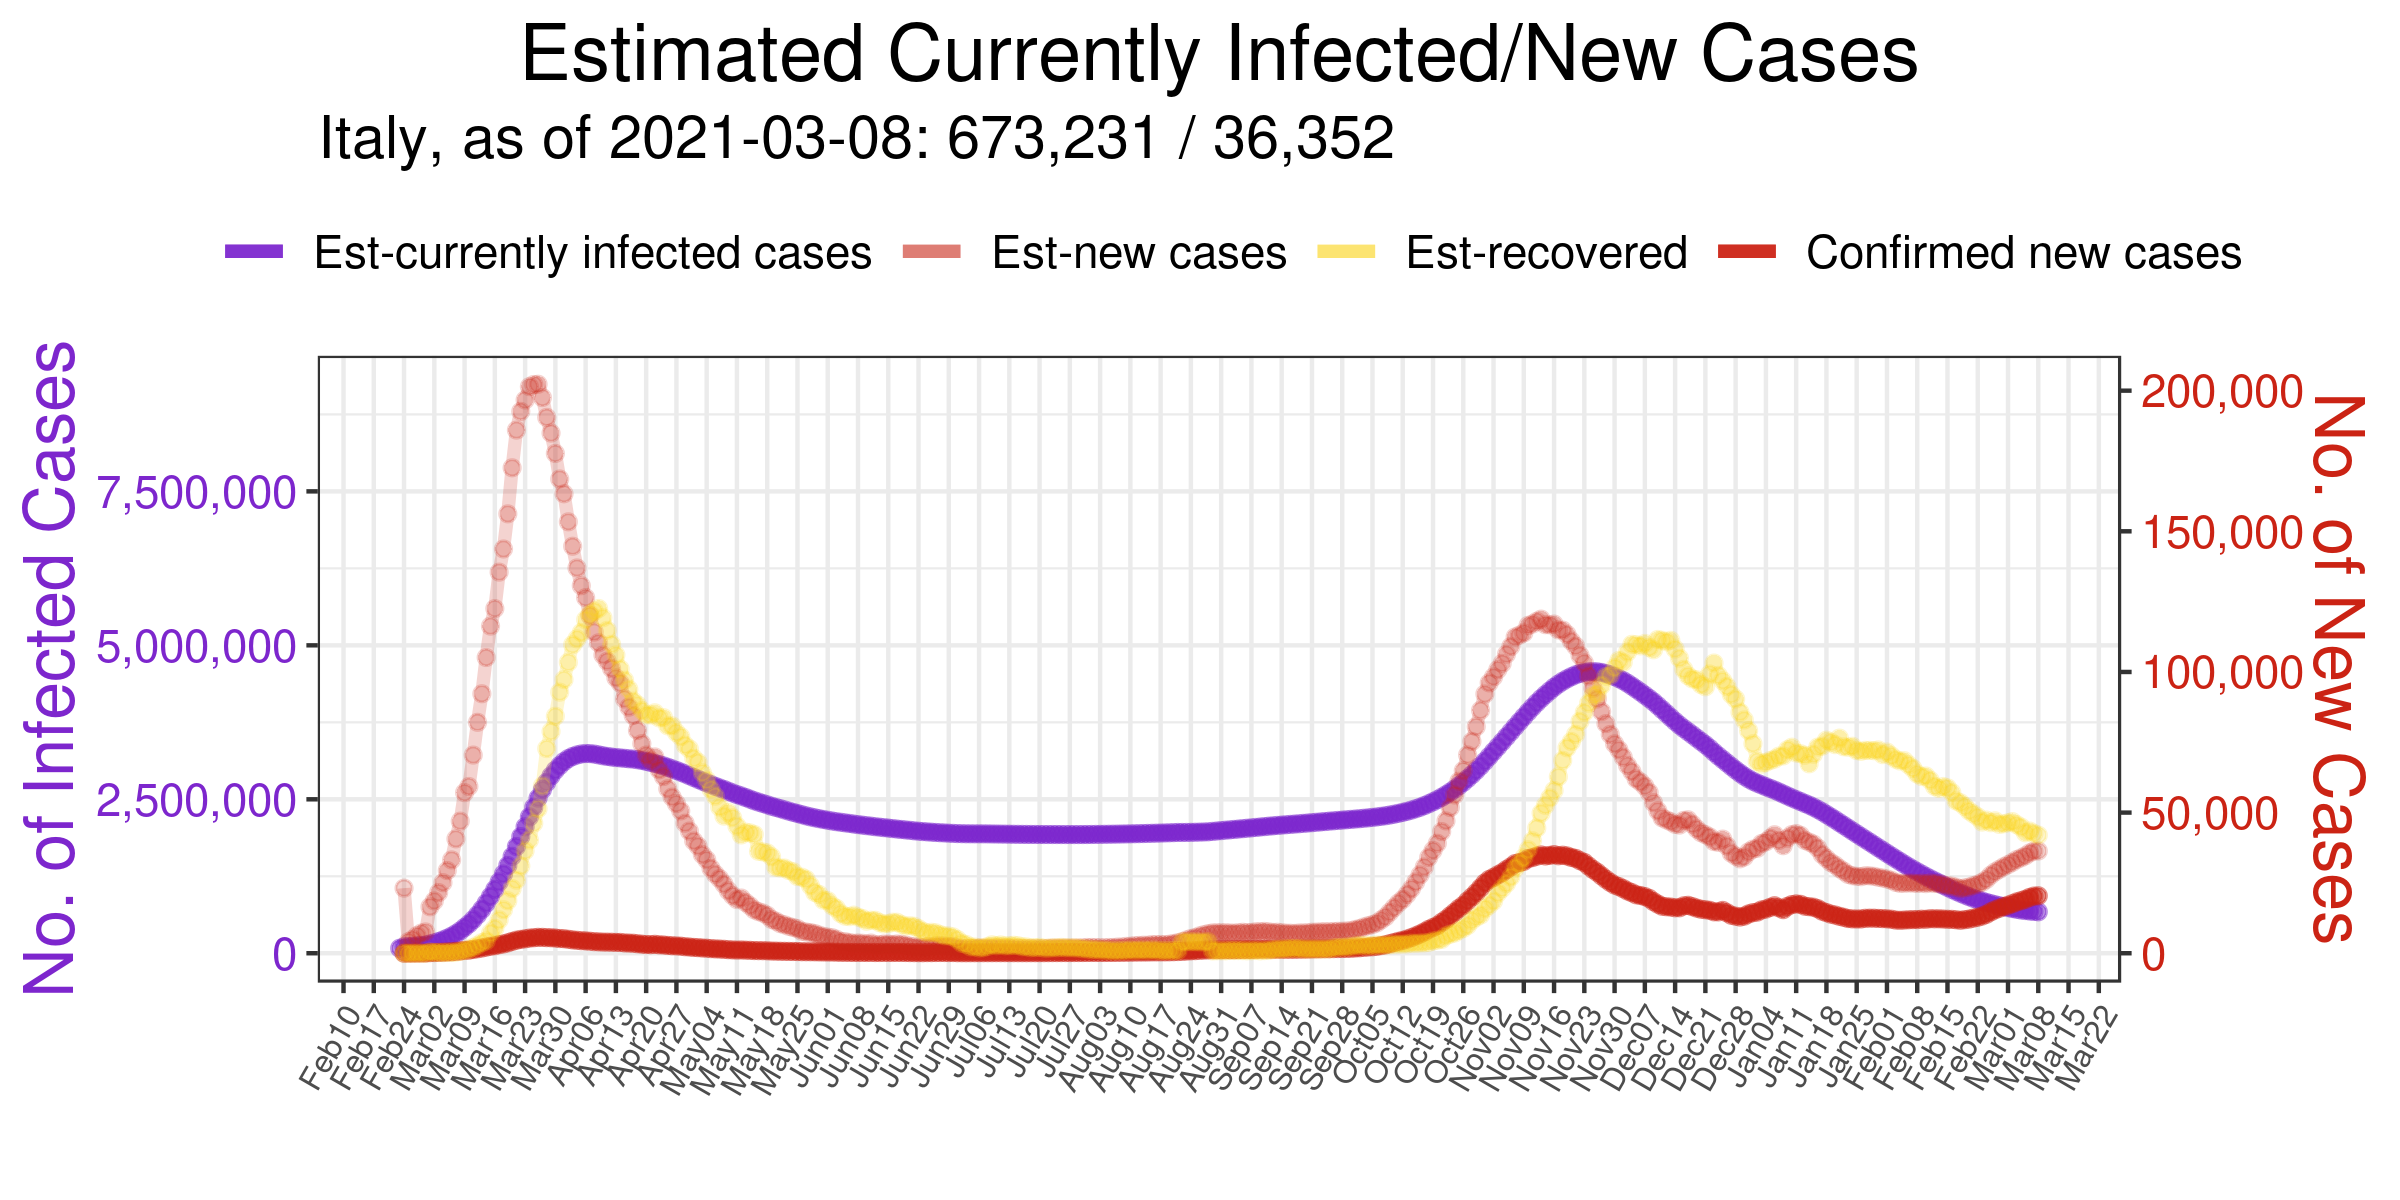 Estimated Currently Infected/New Cases
Italy, as of 2021-03-08: 673,231 / 36,352
Est-currently infected cases Est-new cases Est-recovered Confirmed new cases
No. of Infected Cases
7,500,000
5,000,000
2,500,000
0
200,000
150,000
100,000
50,000
0
No. of New Cases
Feb10 Feb17 Feb24 Mar02 Mar09 Mar16 Mar23 Mar30 Apr06 Apr13 Apr20 Apr27 May04 May11 May18 May25 Jun01 Jun08 Jun15 Jun22 Jun29 Jul06 Jul13 Jul20 Jul27 Aug03 Aug10 Aug17 Aug24 Aug31 Sep07 Sep14 Sep21 Sep28 Oct05 Oct12 Oct19 Oct26 Nov02 Nov09 Nov16 Nov23 Nov30 Dec07 Dec14 Dec21 Dec28 Jan04 Jan11 Jan18 Jan25 Feb01 Feb08 Feb15 Feb22 Mar01 Mar08 Mar15 Mar22